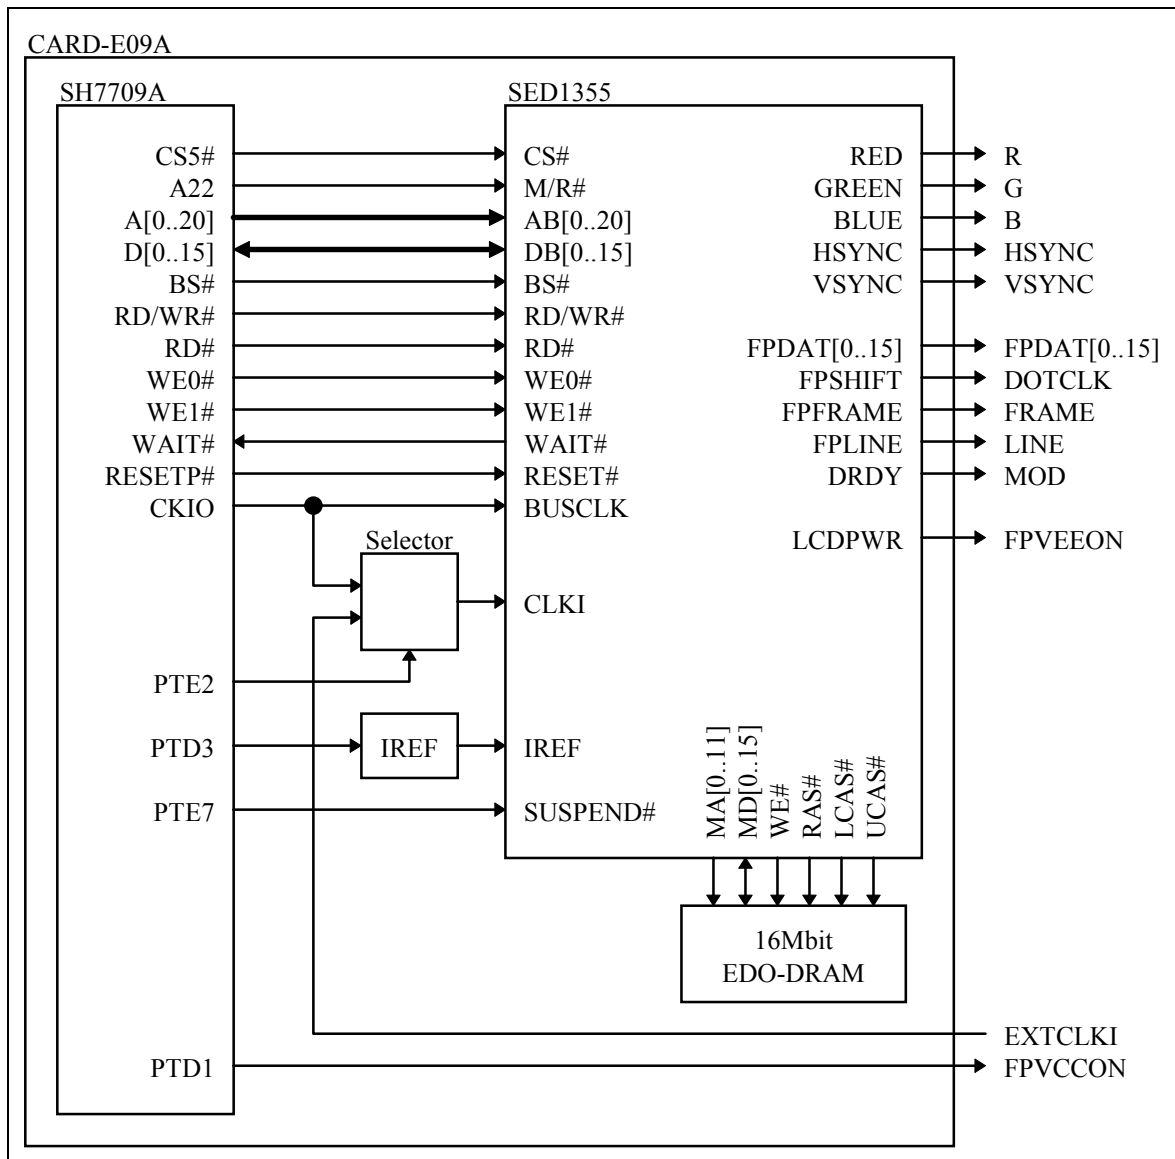 CARD-E09A
SH7709A SED1355
CS5# CS# RED R
A22 M/R# GREEN G
A[0..20] AB[0..20] BLUE B
D[0..15] DB[0..15] HSYNC HSYNC
BS# BS# VSYNC VSYNC
RD/WR# RD/WR#
RD# RD# FPDAT[0..15] FPDAT[0..15]
WE0# WE0# FPSHIFT DOTCLK
WE1# WE1# FPFRAME FRAME
WAIT# WAIT# FPLINE LINE
RESETP# RESET# DRDY MOD
CKIO BUSCLK
Selector LCDPWR FPVEEON
CLKI
PTE2
PTD3 IREF IREF
PTE7 SUSPEND#
MA[0..11]
MD[0..15]
WE#
RAS#
LCAS#
UCAS#
16Mbit
EDO-DRAM
EXTCLKI
PTD1 FPVCCON